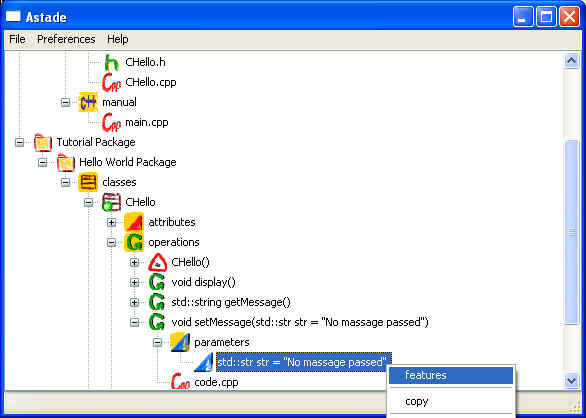 Astade
File Preferences Help
CHello.h
CHello.cpp
manual
main.cpp
Tutorial Package
Hello World Package
classes
CHello
attributes
operations
CHello()
void display()
std::string getMessage()
void setMessage(std::str str = "No massage passed")
parameters
std::str str = "No massage passed"
features
code.cpp
copy